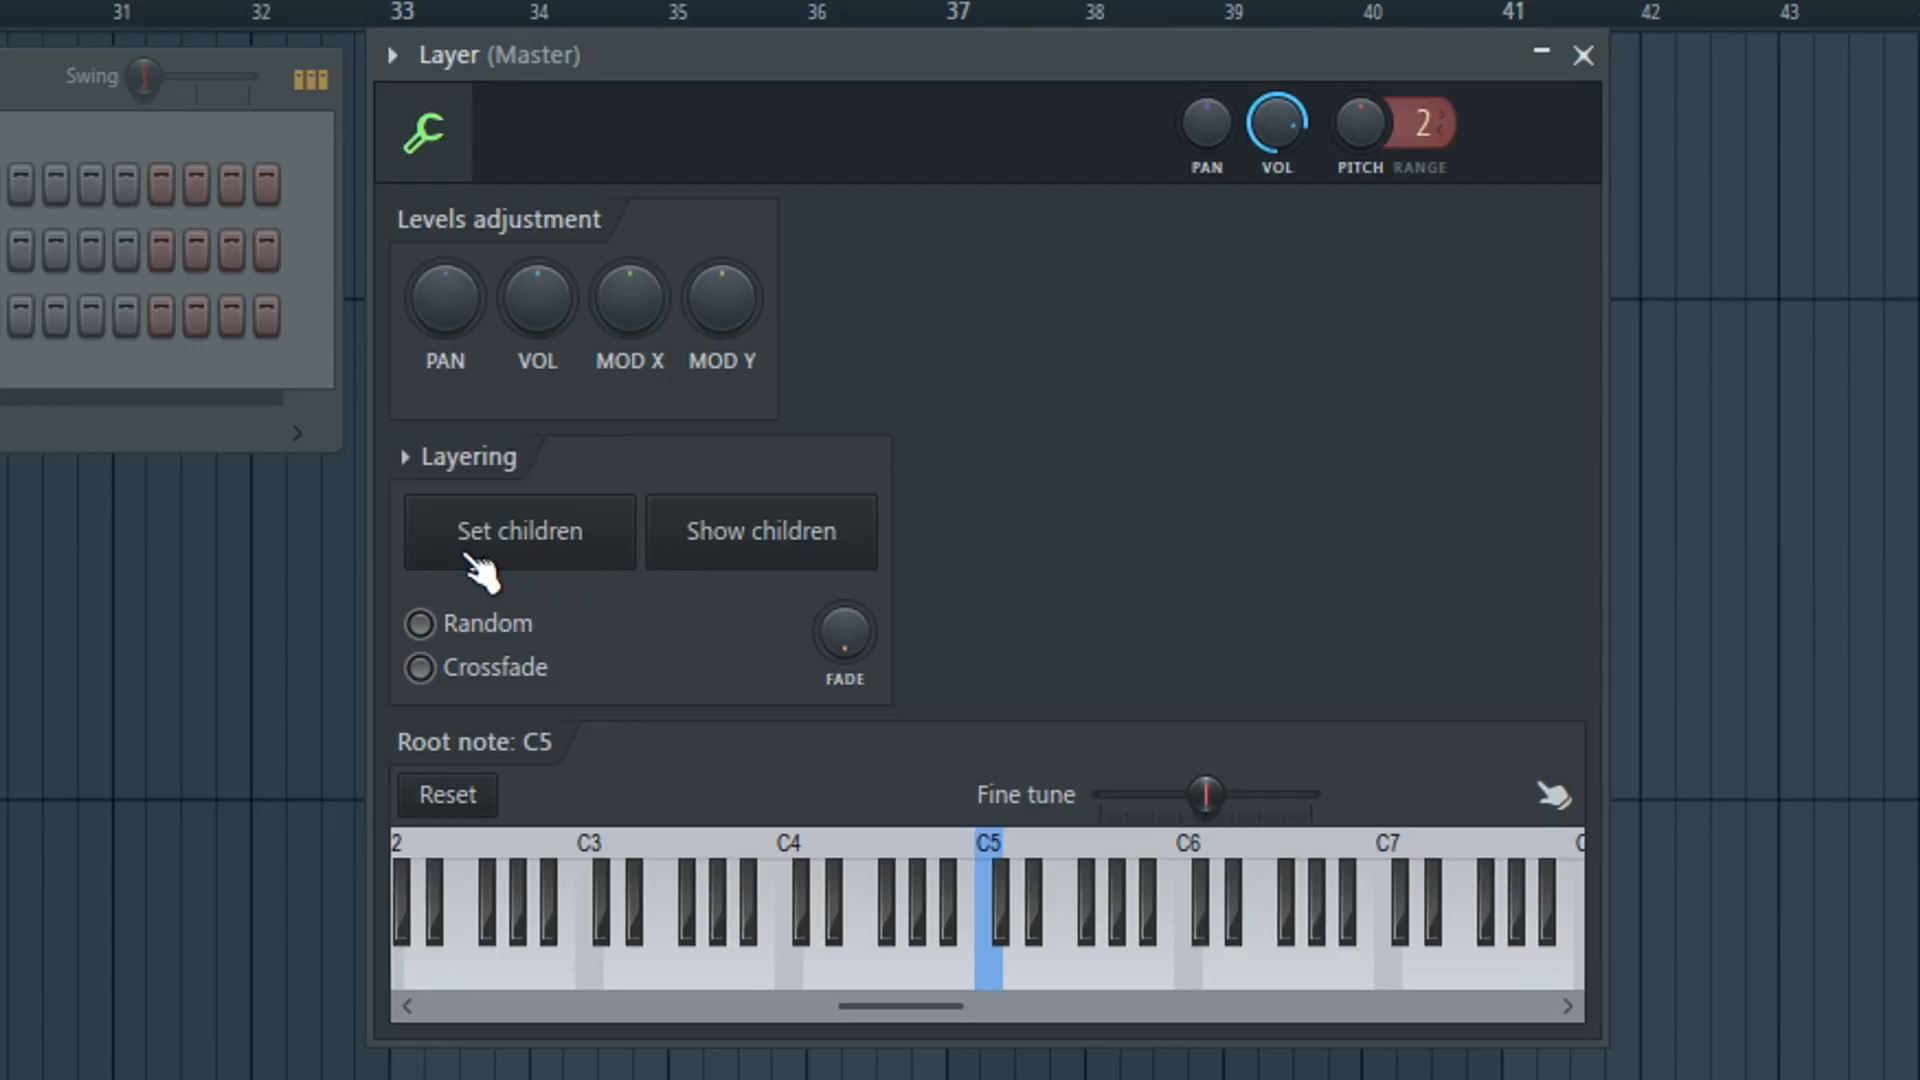 31 32 33 34 35 36 37 38 39 40 41 42 43
Swing
Layer (Master)
2
PAN VOL PITCH RANGE
Levels adjustment
PAN VOL MOD X MOD Y
Layering
Set children Show children
Random
Crossfade
FADE
Root note: C5
Reset Fine tune
2 C3 C4 C5 C6 C7 C